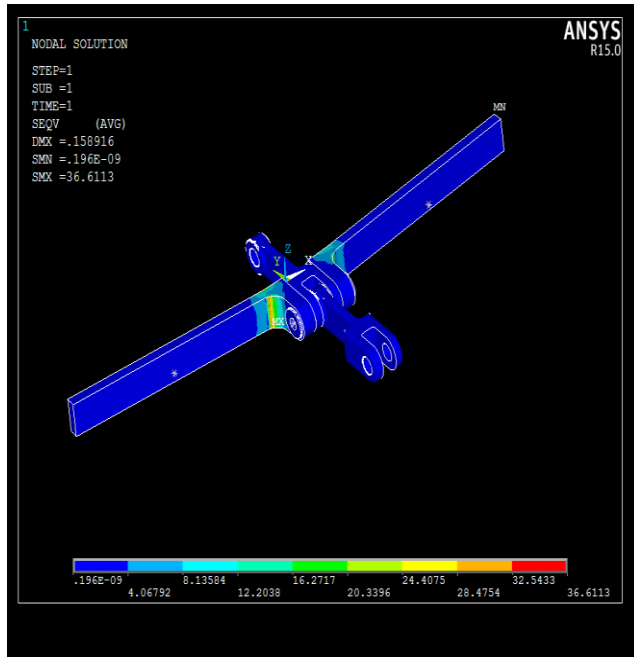 1
ANSYS
R15.0
NODAL SOLUTION
STEP=1
SUB =1
TIME=1
SEQV (AVG)
DMX =.158916
SMN =.196E-09
SMX =36.6113
MN
Z
Y X
MX
.196E-09 8.13584 16.2717 24.4075 32.5433
4.06792 12.2038 20.3396 28.4754 36.6113